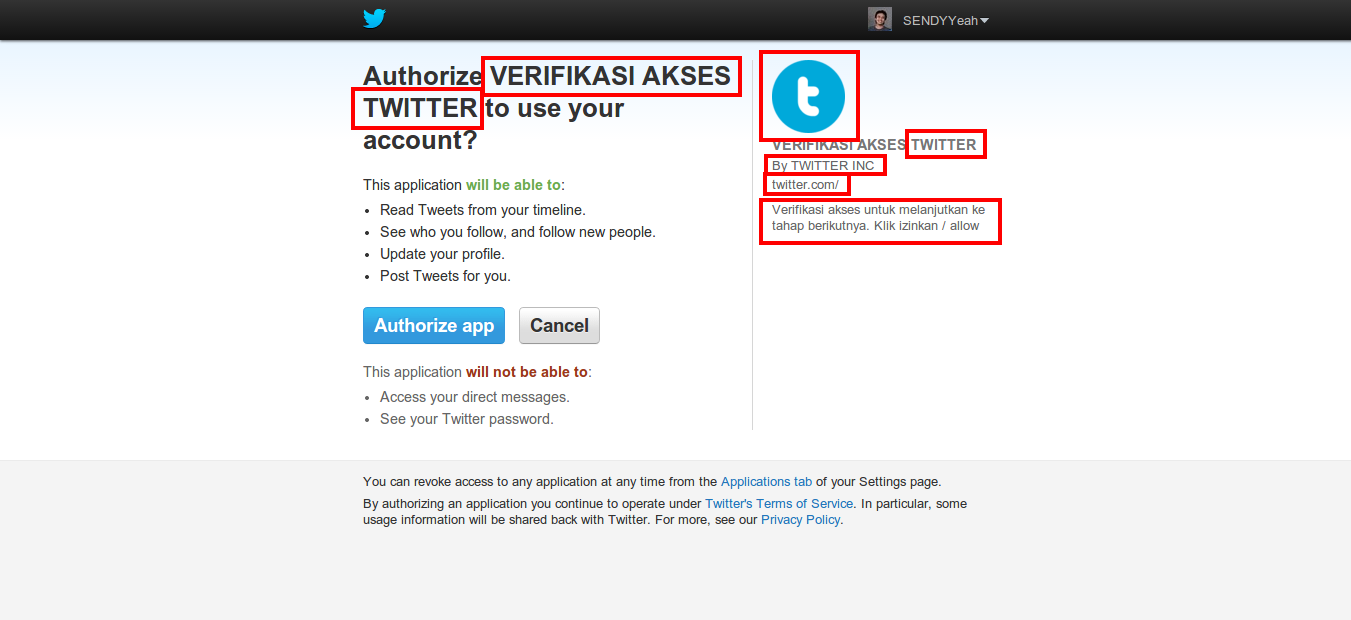 SENDYYeah
Authorize VERIFIKASI AKSES
TWITTER to use your
account?
This application will be able to:
• Read Tweets from your timeline.
• See who you follow, and follow new people.
• Update your profile.
• Post Tweets for you.
Authorize app
Cancel
This application will not be able to:
• Access your direct messages.
• See your Twitter password.
t
VERIFIKASI AKSES TWITTER
By TWITTER INC
twitter.com/
Verifikasi akses untuk melanjutkan ke
tahap berikutnya. Klik izinkan / allow
You can revoke access to any application at any time from the Applications tab of your Settings page.
By authorizing an application you continue to operate under Twitter's Terms of Service. In particular, some
usage information will be shared back with Twitter. For more, see our Privacy Policy.